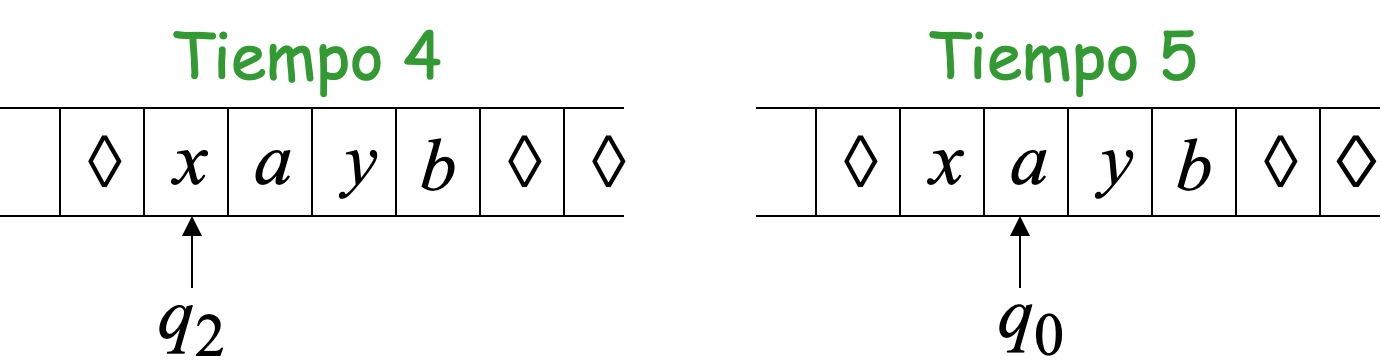 Tiempo 4 Tiempo 5
◊ x a y b ◊ ◊ ◊ x a y b ◊ ◊
q2 q0